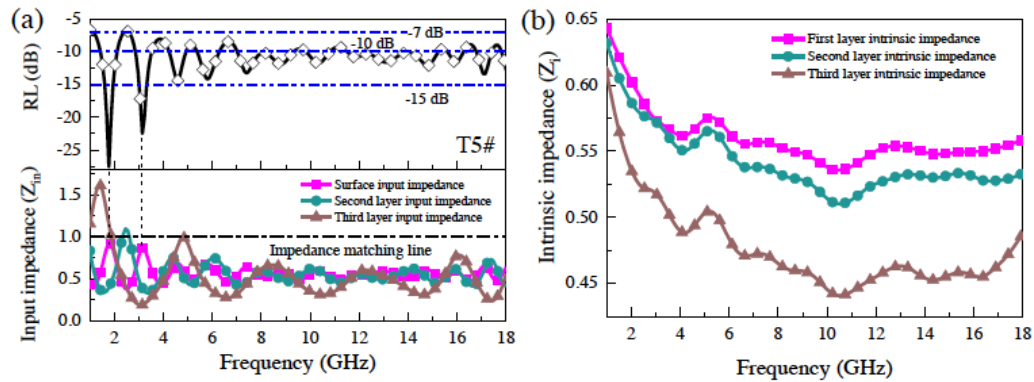 (a)
-5
-10
-15
-20
-25
RL (dB)
-7 dB
-10 dB
-15 dB
T5#
Input impedance (Zin)
1.5
1.0
0.5
0.0
Surface input impedance
Second layer input impedance
Third layer input impedance
Impedance matching line
2 4 6 8 10 12 14 16 18
Frequency (GHz)
(b)
Intrinsic impedance (Zi)
0.65
0.60
0.55
0.50
0.45
First layer intrinsic impedance
Second layer intrinsic impedance
Third layer intrinsic impedance
2 4 6 8 10 12 14 16 18
Frequency (GHz)